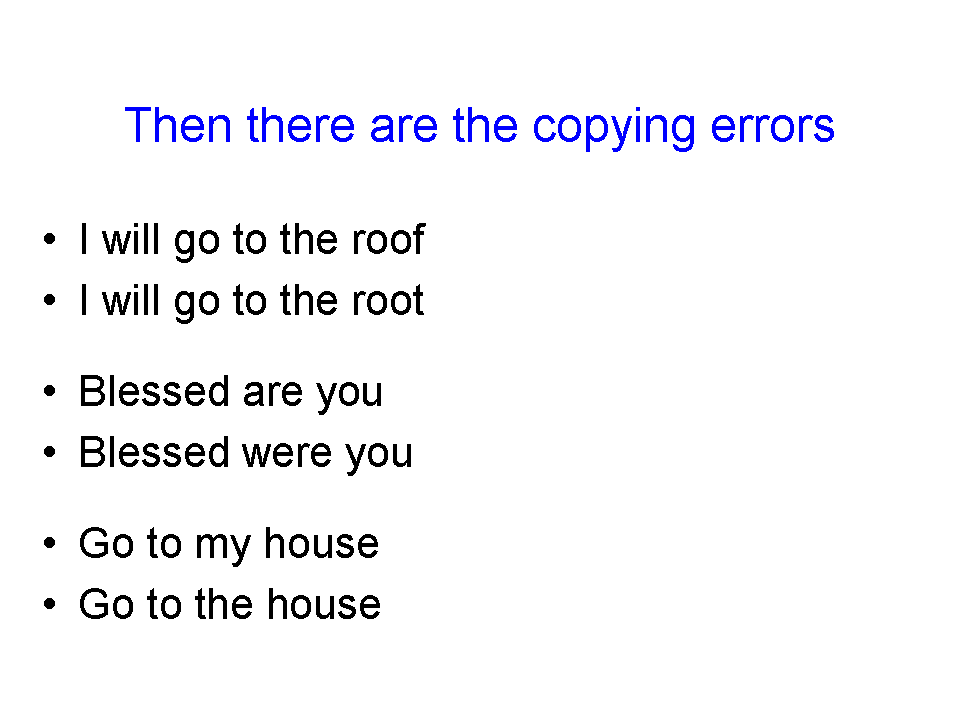 Then there are the copying errors
• I will go to the roof
• I will go to the root
• Blessed are you
• Blessed were you
• Go to my house
• Go to the house